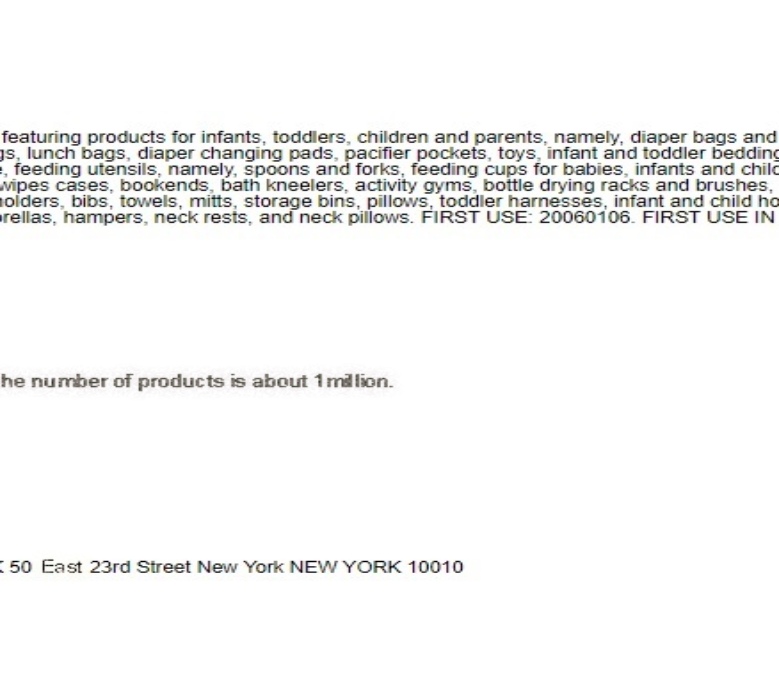 featuring products for infants, toddlers, children and parents, namely, diaper bags and
gs, lunch bags, diaper changing pads, pacifier pockets, toys, infant and toddler bedding
, feeding utensils, namely, spoons and forks, feeding cups for babies, infants and child
wipes cases, bookends, bath kneelers, activity gyms, bottle drying racks and brushes,
olders, bibs, towels, mitts, storage bins, pillows, toddler harnesses, infant and child ho
rellas, hampers, neck rests, and neck pillows. FIRST USE: 20060106. FIRST USE IN
he number of products is about 1 million.
50 East 23rd Street New York NEW YORK 10010